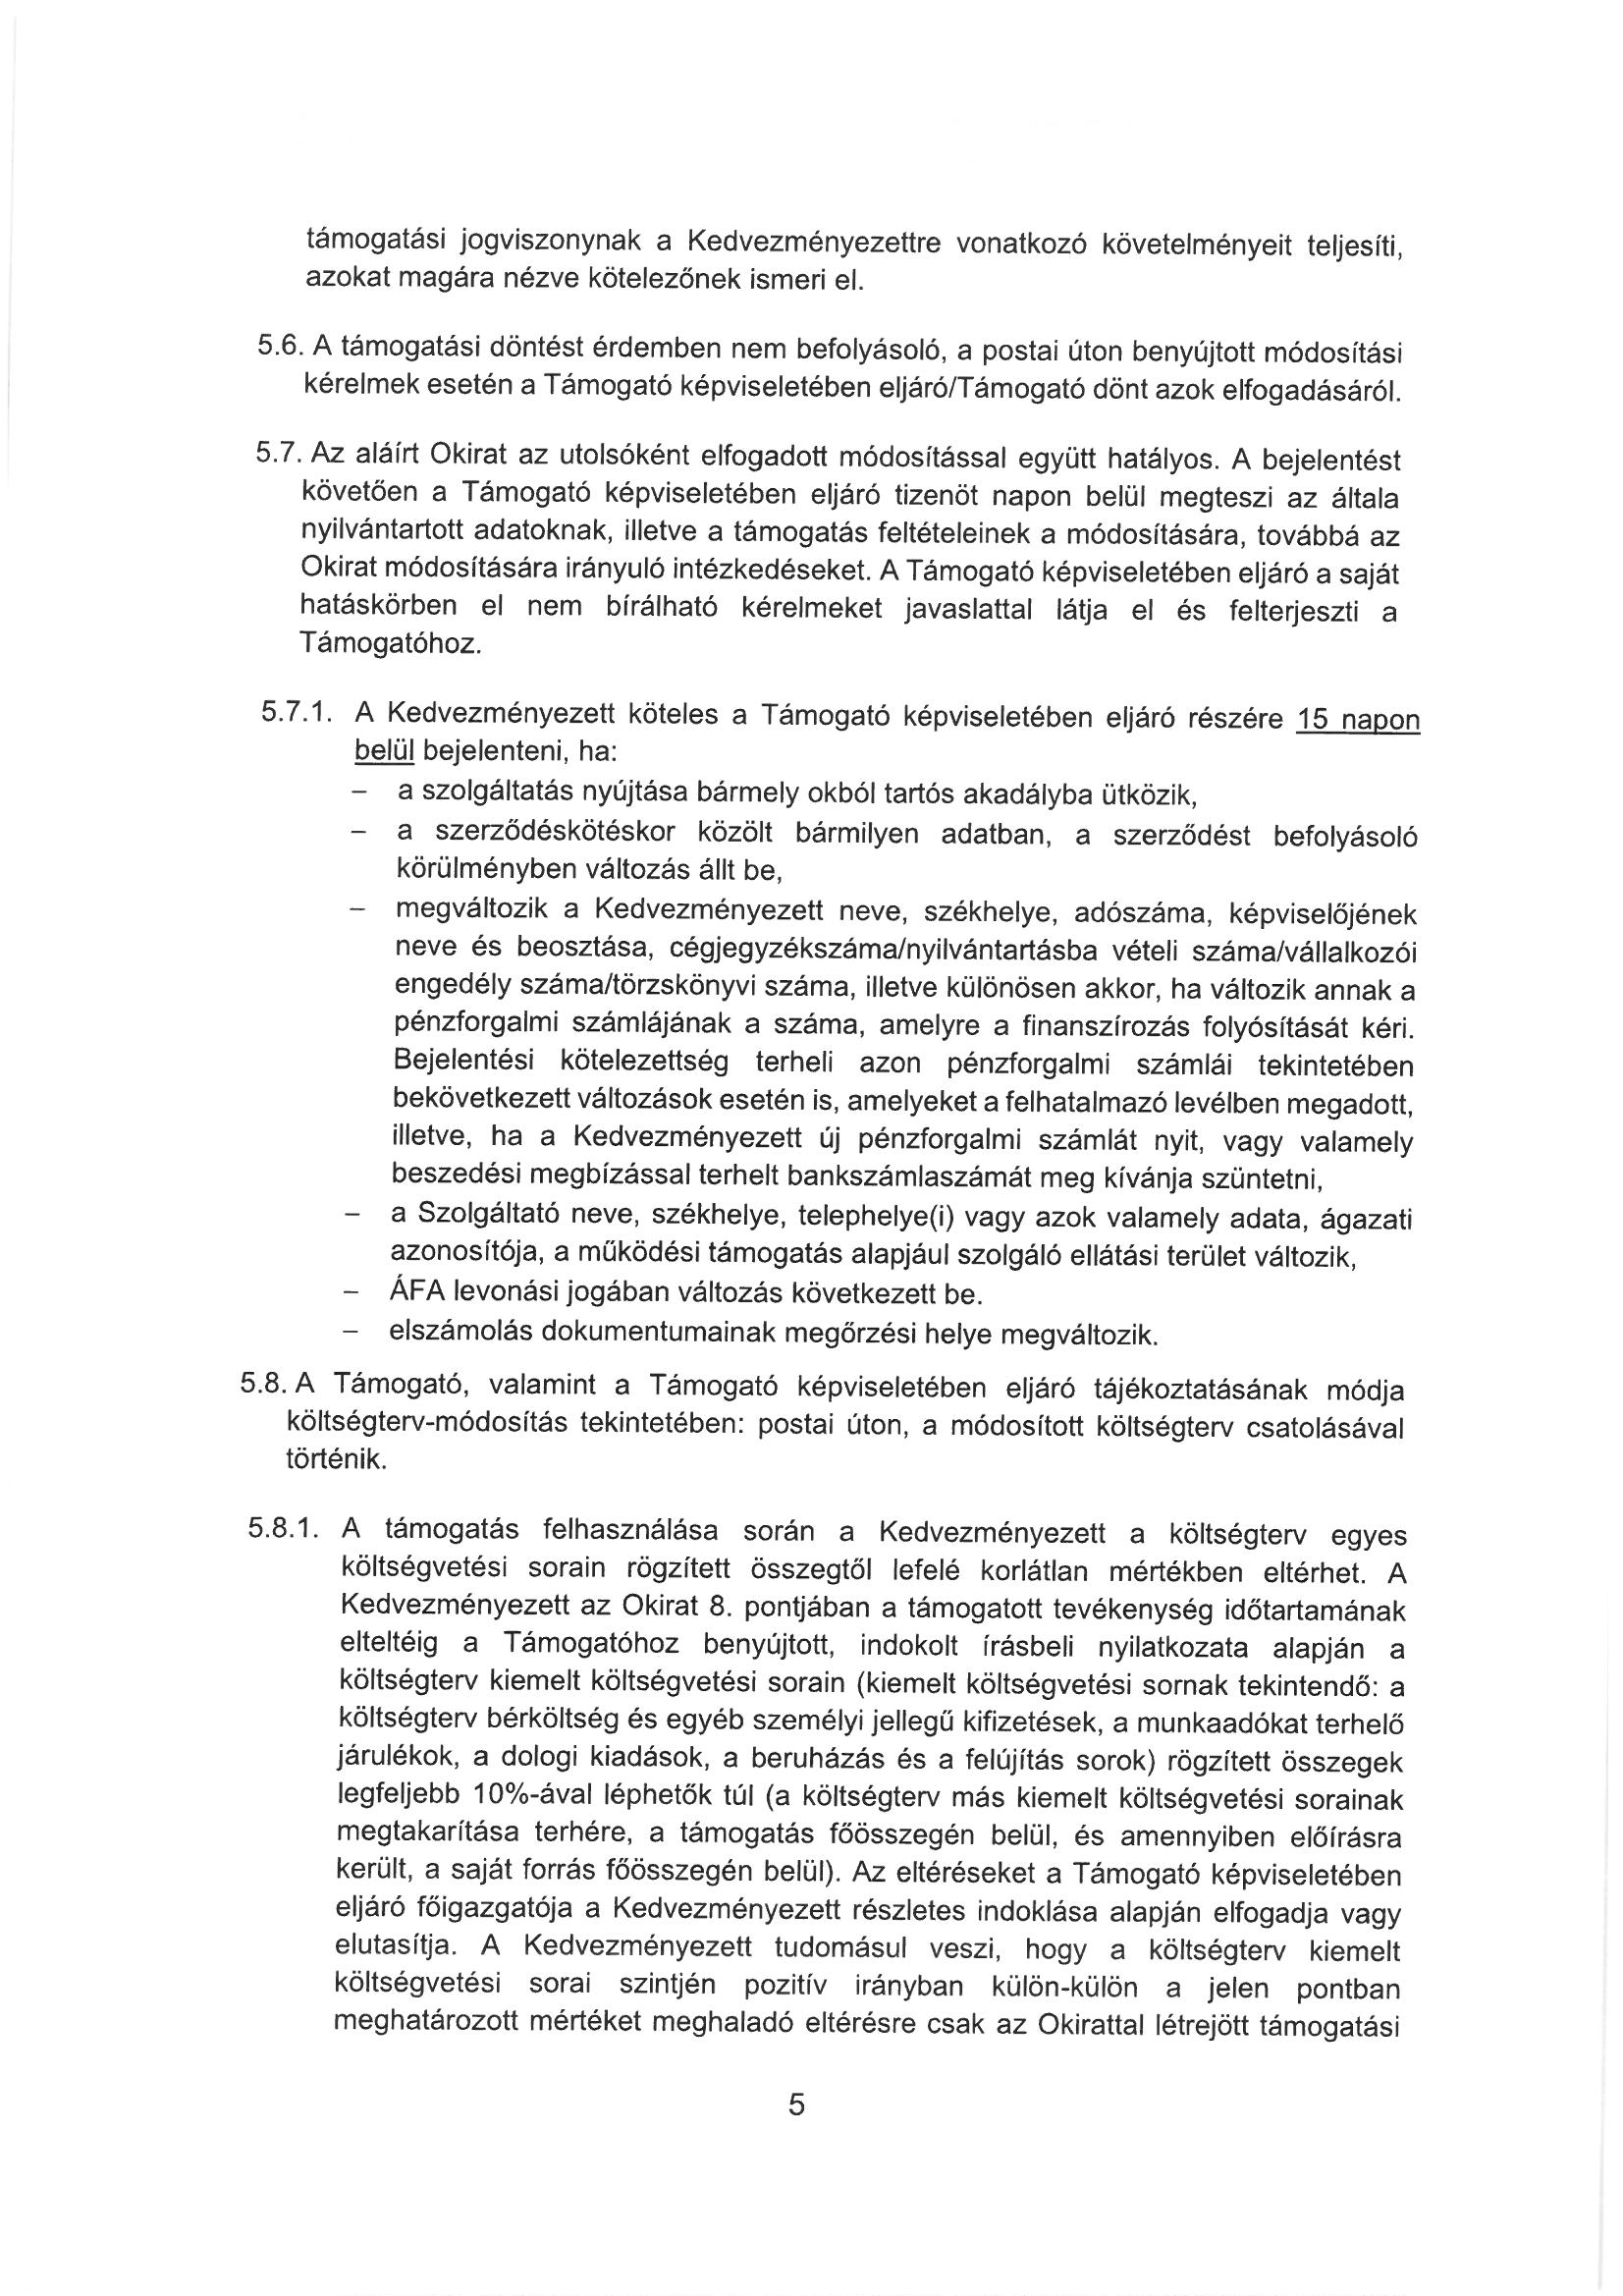 támogatási jogviszonynak a Kedvezményezettre vonatkozó követelményeit teljesíti,
azokat magára nézve kötelezőnek ismeri el.
5.6. A támogatási döntést érdemben nem befolyásoló, a postai úton benyújtott módosítási
kérelmek esetén a Támogató képviseletében eljáró/Támogató dönt azok elfogadásáról.
5.7. Az aláírt Okirat az utolsóként elfogadott módosítással együtt hatályos. A bejelentést
követően a Támogató képviseletében eljáró tizenöt napon belül megteszi az általa
nyilvántartott adatoknak, illetve a támogatás feltételeinek a módosítására, továbbá az
Okirat módosítására irányuló intézkedéseket. A Támogató képviseletében eljáró a saját
hatáskörben el nem bírálható kérelmeket javaslattal látja el és felterjeszti a
Támogatóhoz.
5.7.1. A Kedvezményezett köteles a Támogató képviseletében eljáró részére 15 napon
belül bejelenteni, ha:
– a szolgáltatás nyújtása bármely okból tartós akadályba ütközik,
– a szerződéskötéskor közölt bármilyen adatban, a szerződést befolyásoló
körülményben változás állt be,
– megváltozik a Kedvezményezett neve, székhelye, adószáma, képviselőjének
neve és beosztása, cégjegyzékszáma/nyilvántartásba vételi száma/vállalkozói
engedély száma/törzskönyvi száma, illetve különösen akkor, ha változik annak a
pénzforgalmi számlájának a száma, amelyre a finanszírozás folyósítását kéri.
Bejelentési kötelezettség terheli azon pénzforgalmi számlái tekintetében
bekövetkezett változások esetén is, amelyeket a felhatalmazó levélben megadott,
illetve, ha a Kedvezményezett új pénzforgalmi számlát nyit, vagy valamely
beszedési megbízással terhelt bankszámlaszámát meg kívánja szüntetni,
– a Szolgáltató neve, székhelye, telephelye(i) vagy azok valamely adata, ágazati
azonosítója, a működési támogatás alapjául szolgáló ellátási terület változik,
– ÁFA levonási jogában változás következett be.
– elszámolás dokumentumainak megőrzési helye megváltozik.
5.8. A Támogató, valamint a Támogató képviseletében eljáró tájékoztatásának módja
költségterv-módosítás tekintetében: postai úton, a módosított költségterv csatolásával
történik.
5.8.1. A támogatás felhasználása során a Kedvezményezett a költségterv egyes
költségvetési sorain rögzített összegtől lefelé korlátlan mértékben eltérhet. A
Kedvezményezett az Okirat 8. pontjában a támogatott tevékenység időtartamának
elteltéig a Támogatóhoz benyújtott, indokolt írásbeli nyilatkozata alapján a
költségterv kiemelt költségvetési sorain (kiemelt költségvetési sornak tekintendő: a
költségterv bérköltség és egyéb személyi jellegű kifizetések, a munkaadókat terhelő
járulékok, a dologi kiadások, a beruházás és a felújítás sorok) rögzített összegek
legfeljebb 10%-ával léphetők túl (a költségterv más kiemelt költségvetési sorainak
megtakarítása terhére, a támogatás főösszegén belül, és amennyiben előírásra
került, a saját forrás főösszegén belül). Az eltéréseket a Támogató képviseletében
eljáró főigazgatója a Kedvezményezett részletes indoklása alapján elfogadja vagy
elutasítja. A Kedvezményezett tudomásul veszi, hogy a költségterv kiemelt
költségvetési sorai szintjén pozitív irányban külön-külön a jelen pontban
meghatározott mértéket meghaladó eltérésre csak az Okirattal létrejött támogatási
5